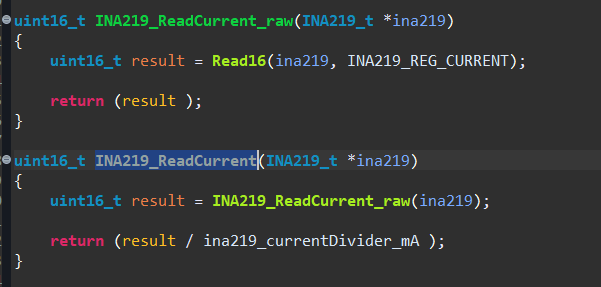 uint16_t INA219_ReadCurrent_raw(INA219_t *ina219)
{
    uint16_t result = Read16(ina219, INA219_REG_CURRENT);
    return (result );
}
uint16_t INA219_ReadCurrent(INA219_t *ina219)
{
    uint16_t result = INA219_ReadCurrent_raw(ina219);
    return (result / ina219_currentDivider_mA );
}